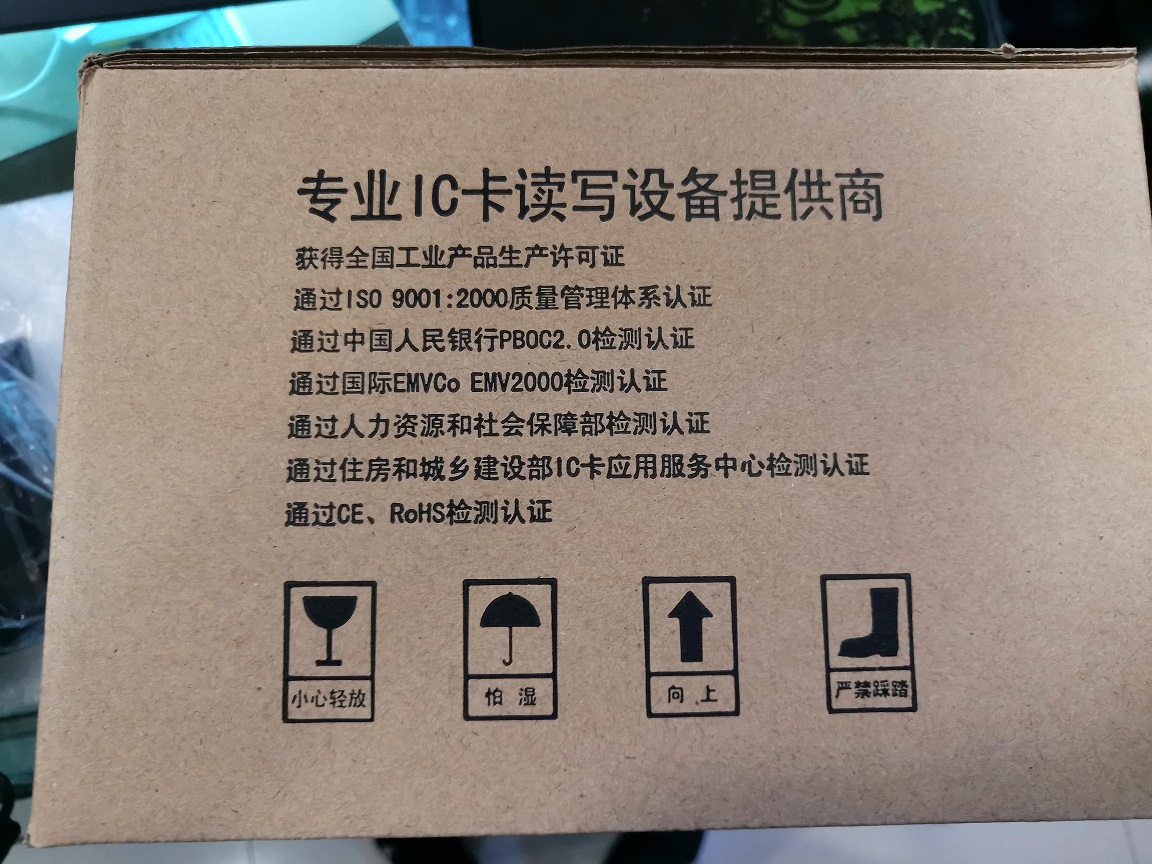 专业IC卡读写设备提供商
获得全国工业产品生产许可证
通过ISO 9001:2000质量管理体系认证
通过中国人民银行PBOC2.0检测认证
通过国际EMVCo EMV2000检测认证
通过人力资源和社会保障部检测认证
通过住房和城乡建设部IC卡应用服务中心检测认证
通过CE、RoHS检测认证
小心轻放
怕 湿
向 上
严禁踩踏